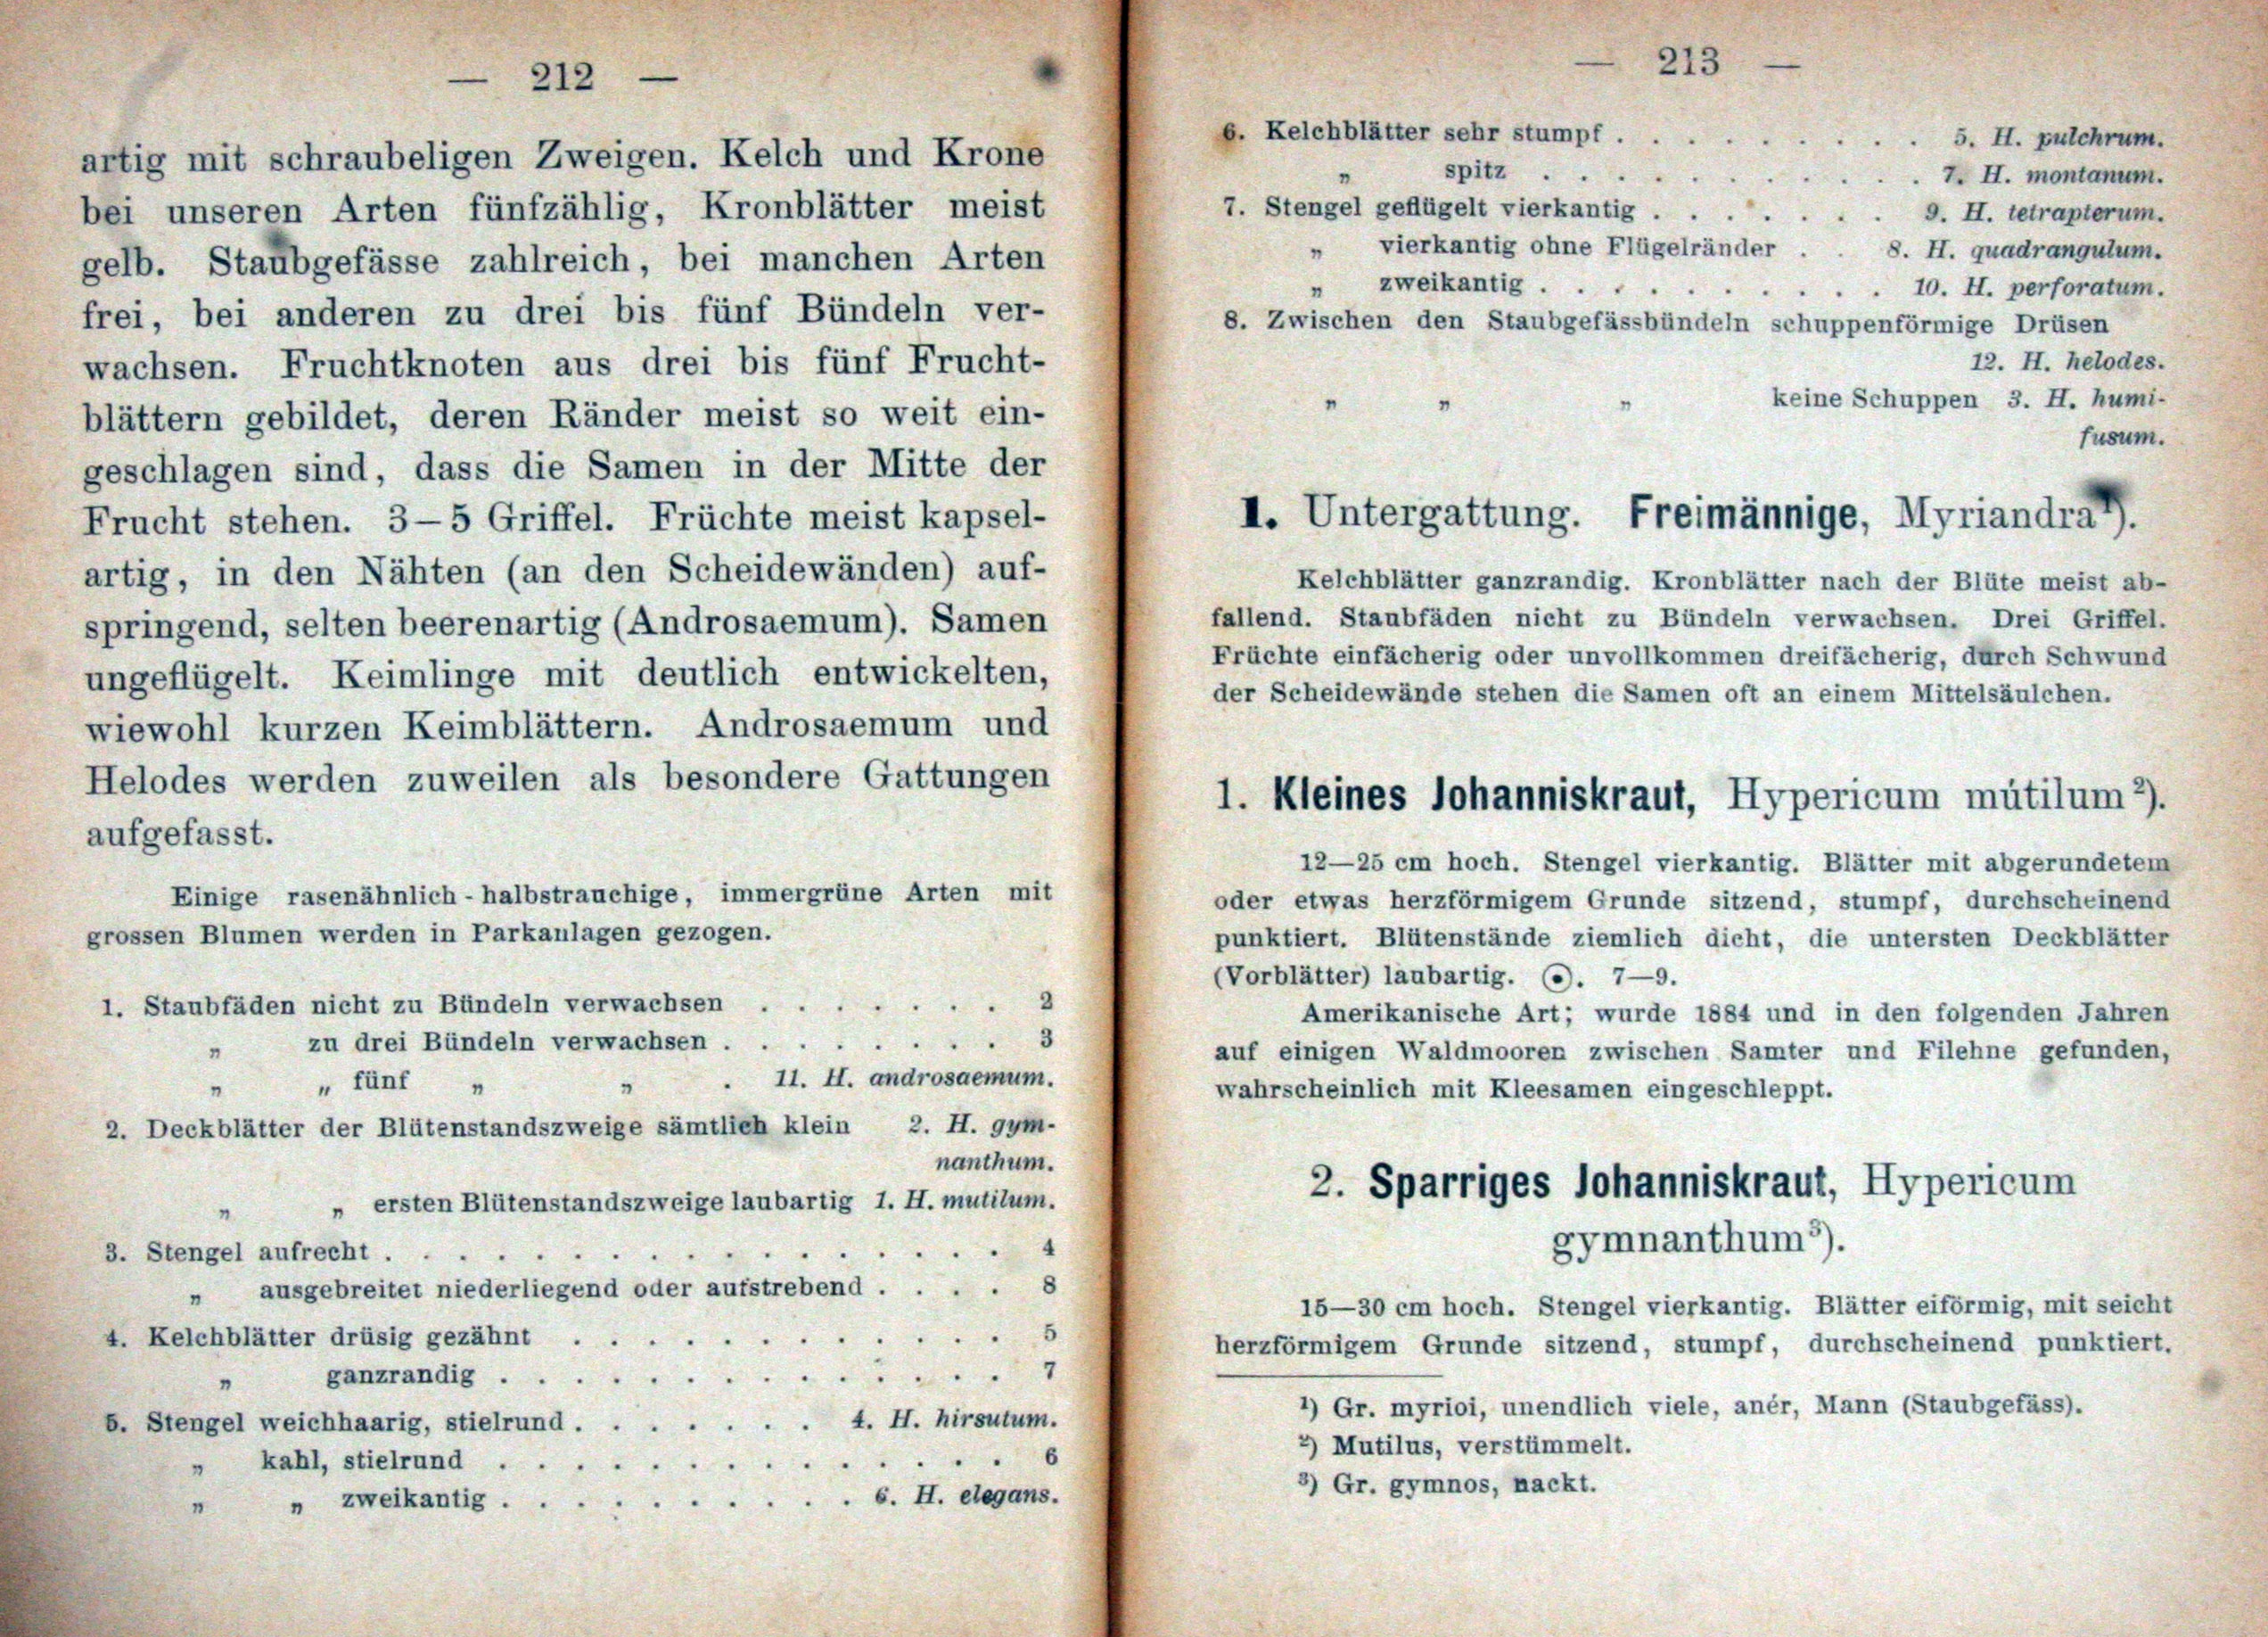 — 212 —
artig mit schraubeligen Zweigen. Kelch und Krone
bei unseren Arten fünfzählig, Kronblätter meist
gelb. Staubgefässe zahlreich, bei manchen Arten
frei, bei anderen zu drei bis fünf Bündeln ver-
wachsen. Fruchtknoten aus drei bis fünf Frucht-
blättern gebildet, deren Ränder meist so weit ein-
geschlagen sind, dass die Samen in der Mitte der
Frucht stehen. 3–5 Griffel. Früchte meist kapsel-
artig, in den Nähten (an den Scheidewänden) auf-
springend, selten beerenartig (Androsaemum). Samen
ungeflügelt. Keimlinge mit deutlich entwickelten,
wiewohl kurzen Keimblättern. Androsaemum und
Helodes werden zuweilen als besondere Gattungen
aufgefasst.
Einige rasenähnlich-halbstrauchige, immergrüne Arten mit
grossen Blumen werden in Parkanlagen gezogen.
1. Staubfäden nicht zu Bündeln verwachsen . . . . . . . . 2
„ zu drei Bündeln verwachsen . . . . . . . . . 3
„ „ fünf „ „ . 11. H. androsaemum.
2. Deckblätter der Blütenstandszweige sämtlich klein 2. H. gym-
nanthum.
„ „ ersten Blütenstandszweige laubartig 1. H. mutilum.
3. Stengel aufrecht . . . . . . . . . . . . . . . . . 4
„ ausgebreitet niederliegend oder aufstrebend . . . . 8
4. Kelchblätter drüsig gezähnt . . . . . . . . . . . . 5
„ ganzrandig . . . . . . . . . . . . . . 7
5. Stengel weichhaarig, stielrund . . . . . . . 4. H. hirsutum.
„ kahl, stielrund . . . . . . . . . . . . . . 6
„ „ zweikantig . . . . . . . . . . 6. H. elegans.
— 213 —
6. Kelchblätter sehr stumpf . . . . . . . . . 5. H. pulchrum.
„ spitz . . . . . . . . . . . 7. H. montanum.
7. Stengel geflügelt vierkantig . . . . . . . . 9. H. tetrapterum.
„ vierkantig ohne Flügelränder . . 8. H. quadrangulum.
„ zweikantig . . . . . . . . . . 10. H. perforatum.
8. Zwischen den Staubgefässbündeln schuppenförmige Drüsen
12. H. helodes.
„ „ „ keine Schuppen 3. H. humi-
fusum.
I. Untergattung. Freimännige, Myriandra¹).
Kelchblätter ganzrandig. Kronblätter nach der Blüte meist ab-
fallend. Staubfäden nicht zu Bündeln verwachsen. Drei Griffel.
Früchte einfächerig oder unvollkommen dreifächerig, durch Schwund
der Scheidewände stehen die Samen oft an einem Mittelsäulchen.
1. Kleines Johanniskraut, Hypericum mútilum²).
12—25 cm hoch. Stengel vierkantig. Blätter mit abgerundetem
oder etwas herzförmigem Grunde sitzend, stumpf, durchscheinend
punktiert. Blütenstände ziemlich dicht, die untersten Deckblätter
(Vorblätter) laubartig. ⊙. 7—9.
Amerikanische Art; wurde 1884 und in den folgenden Jahren
auf einigen Waldmooren zwischen Samter und Filehne gefunden,
wahrscheinlich mit Kleesamen eingeschleppt.
2. Sparriges Johanniskraut, Hypericum
gymnanthum³).
15—30 cm hoch. Stengel vierkantig. Blätter eiförmig, mit seicht
herzförmigem Grunde sitzend, stumpf, durchscheinend punktiert.
¹) Gr. myrioi, unendlich viele, anér, Mann (Staubgefäss).
²) Mutilus, verstümmelt.
³) Gr. gymnos, nackt.